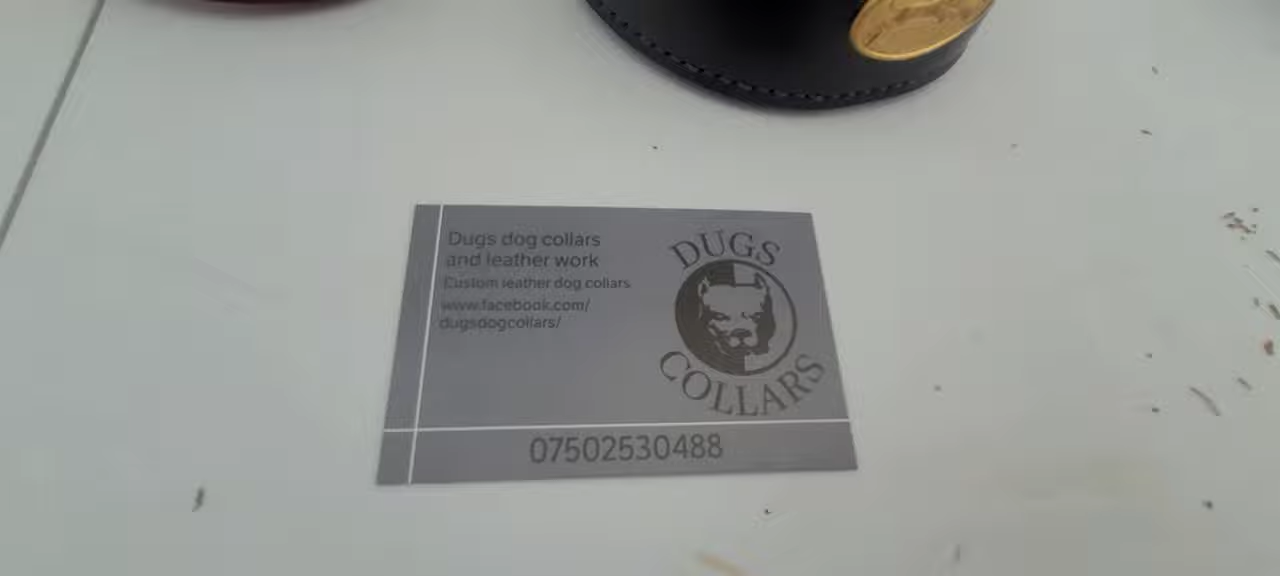 Dugs dog collars
and leather work
Custom leather dog collars
www.facebook.com/
dugsdogcollars/
DUGS
COLLARS
07502530488